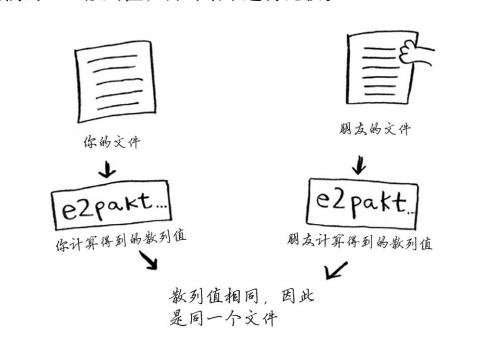 你的文件
朋友的文件
e2pakt...
e2pakt..
你计算得到的散列值
朋友计算得到的散列值
散列值相同，因此
是同一个文件